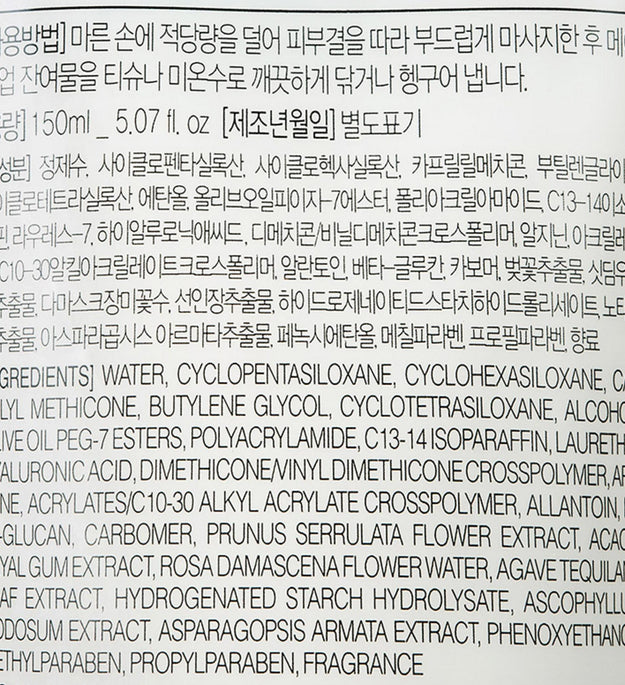 용방법] 마른 손에 적당량을 덜어 피부결을 따라 부드럽게 마사지한 후 메
업 잔여물을 티슈나 미온수로 깨끗하게 닦거나 헹구어 냅니다.
량] 150ml _ 5.07 fl. oz [제조년월일] 별도표기
성분] 정제수, 사이클로펜타실록산, 사이클로헥사실록산, 카프릴릴메치콘, 부틸렌글라이
이클로테트라실록산, 에탄올, 올리브오일피이지-7에스터, 폴리아크릴아마이드, C13-14이소
핀, 라우레스-7, 하이알루로닉애씨드, 디메치콘/비닐디메치콘크로스폴리머, 알지닌, 아크릴레
C10-30알킬아크릴레이트크로스폴리머, 알란토인, 베타-글루칸, 카보머, 벚꽃추출물, 싯딤우
추출물, 다마스크장미꽃수, 선인장추출물, 하이드로제네이티드스타치하이드롤리세이트, 노
추출물, 아스파라곱시스 아르마타추출물, 페녹시에탄올, 메칠파라벤, 프로필파라벤, 향료
GREDIENTS] WATER, CYCLOPENTASILOXANE, CYCLOHEXASILOXANE, CA
LYL METHICONE, BUTYLENE GLYCOL, CYCLOTETRASILOXANE, ALCOHO
IVE OIL PEG-7 ESTERS, POLYACRYLAMIDE, C13-14 ISOPARAFFIN, LAURETH
ALURONIC ACID, DIMETHICONE/VINYL DIMETHICONE CROSSPOLYMER, AR
NE, ACRYLATES/C10-30 ALKYL ACRYLATE CROSSPOLYMER, ALLANTOIN,
-GLUCAN, CARBOMER, PRUNUS SERRULATA FLOWER EXTRACT, ACAC
YAL GUM EXTRACT, ROSA DAMASCENA FLOWER WATER, AGAVE TEQUILAN
AF EXTRACT, HYDROGENATED STARCH HYDROLYSATE, ASCOPHYLLU
ODOSUM EXTRACT, ASPARAGOPSIS ARMATA EXTRACT, PHENOXYETHANO
ETHYLPARABEN, PROPYLPARABEN, FRAGRANCE